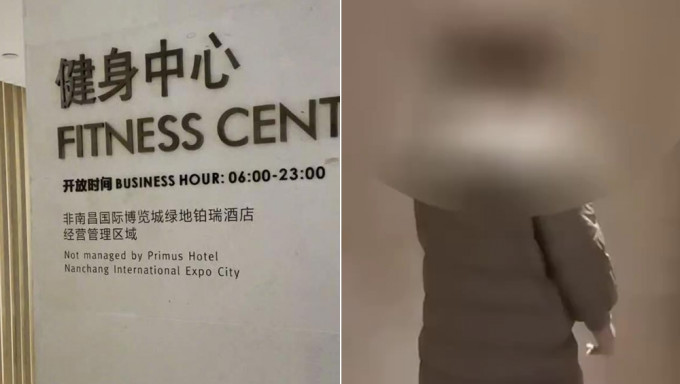 健身中心
FITNESS CENT
开放时间 BUSINESS HOUR: 06:00-23:00
非南昌国际博览城绿地铂瑞酒店
经营管理区域
Not managed by Primus Hotel
Nanchang International Expo City